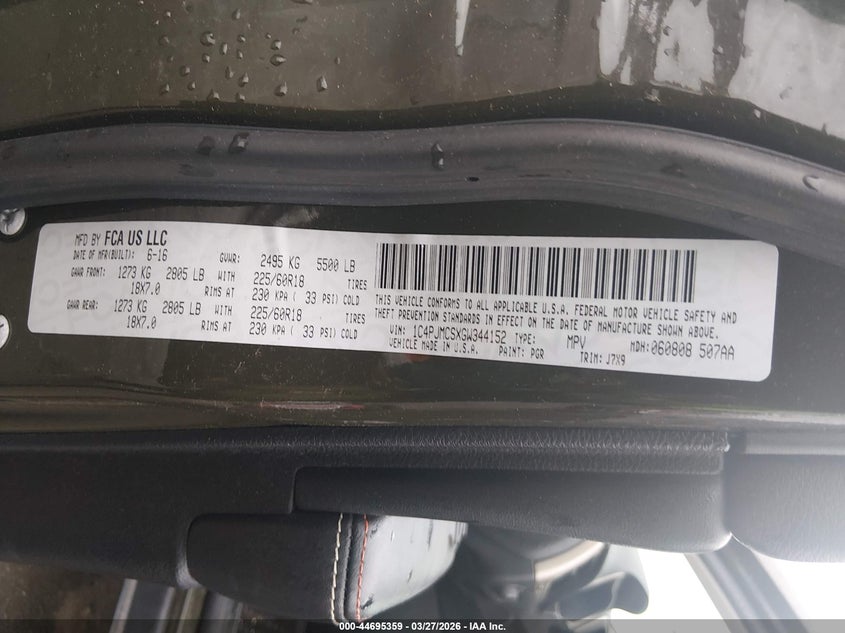 MFD BY FCA US LLC
DATE OF MFR(BUILT): 6-16 GVWR: 2495 KG 5500 LB
GAWR FRONT: 1273 KG 2805 LB WITH 225/60R18 TIRES
18X7.0 RIMS AT 230 KPA ( 33 PSI) COLD
GAWR REAR: 1273 KG 2805 LB WITH 225/60R18 TIRES
18X7.0 RIMS AT 230 KPA ( 33 PSI) COLD
THIS VEHICLE CONFORMS TO ALL APPLICABLE U.S.A. FEDERAL MOTOR VEHICLE SAFETY AND
THEFT PREVENTION STANDARDS IN EFFECT ON THE DATE OF MANUFACTURE SHOWN ABOVE.
VIN: 1C4PJMCSXGW344152 TYPE: MPV MDH: 060808 507AA
VEHICLE MADE IN U.S.A. PAINT: PGR TRIM: J7X9
000-44695359 - 03/27/2026 - IAA Inc.